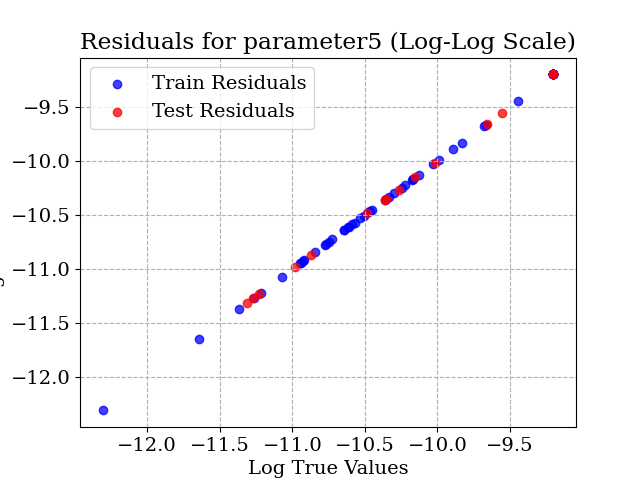 Residuals for parameter5 (Log-Log Scale)
Train Residuals
Test Residuals
−9.5
−10.0
−10.5
−11.0
−11.5
−12.0
−12.0 −11.5 −11.0 −10.5 −10.0 −9.5
Log True Values